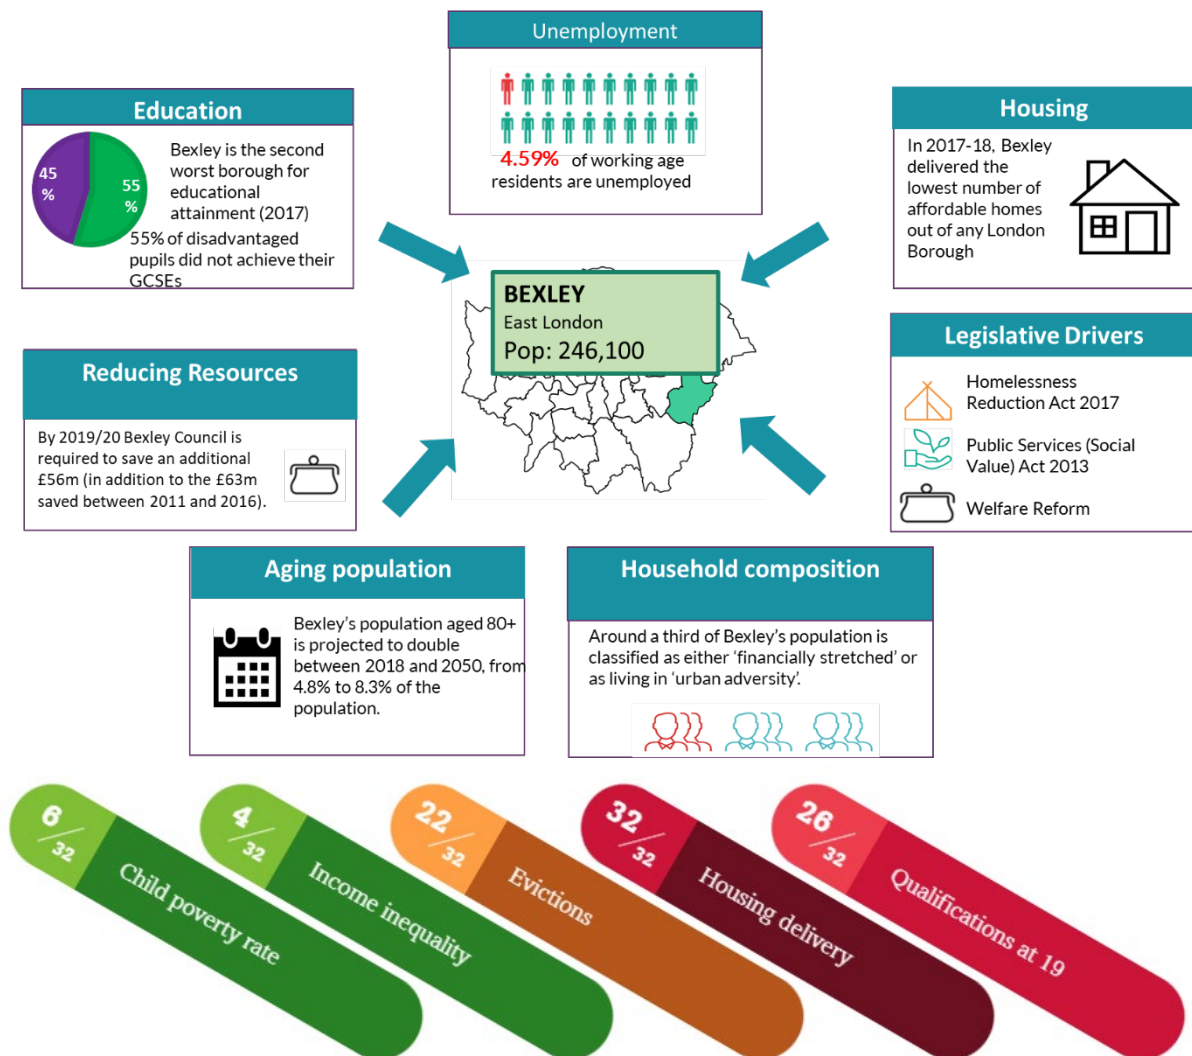 Unemployment
4.59% of working age
residents are unemployed
Education
45
%
55
%
Bexley is the second
worst borough for
educational
attainment (2017)
55% of disadvantaged
pupils did not achieve their
GCSEs
Housing
In 2017-18, Bexley
delivered the
lowest number of
affordable homes
out of any London
Borough
BEXLEY
East London
Pop: 246,100
Reducing Resources
By 2019/20 Bexley Council is
required to save an additional
£56m (in addition to the £63m
saved between 2011 and 2016).
Legislative Drivers
Homelessness
Reduction Act 2017
Public Services (Social
Value) Act 2013
Welfare Reform
Aging population
Bexley’s population aged 80+
is projected to double
between 2018 and 2050, from
4.8% to 8.3% of the
population.
Household composition
Around a third of Bexley’s population is
classified as either ‘financially stretched’ or
as living in ‘urban adversity’.
6/32
Child poverty rate
4/32
Income inequality
22/32
Evictions
32/32
Housing delivery
26/32
Qualifications at 19